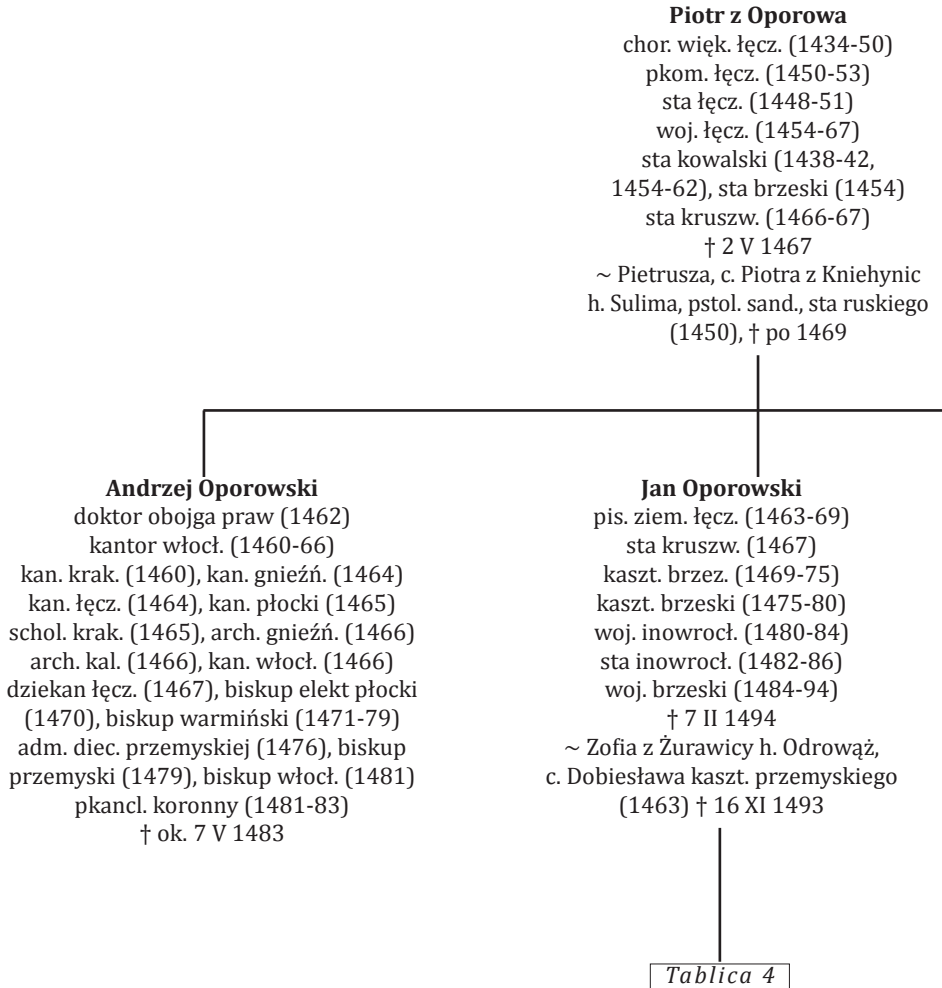 Piotr z Oporowa
chor. więk. łęcz. (1434-50)
pkom. łęcz. (1450-53)
sta łęcz. (1448-51)
woj. łęcz. (1454-67)
sta kowalski (1438-42,
1454-62), sta brzeski (1454)
sta kruszw. (1466-67)
† 2 V 1467
~ Pietrusza, c. Piotra z Kniehynic
h. Sulima, pstol. sand., sta ruskiego
(1450), † po 1469
Andrzej Oporowski
doktor obojga praw (1462)
kantor włocł. (1460-66)
kan. krak. (1460), kan. gnieźń. (1464)
kan. łęcz. (1464), kan. płocki (1465)
schol. krak. (1465), arch. gnieźń. (1466)
arch. kal. (1466), kan. włocł. (1466)
dziekan łęcz. (1467), biskup elekt płocki
(1470), biskup warmiński (1471-79)
adm. diec. przemyskiej (1476), biskup
przemyski (1479), biskup włocł. (1481)
pkancl. koronny (1481-83)
† ok. 7 V 1483
Jan Oporowski
pis. ziem. łęcz. (1463-69)
sta kruszw. (1467)
kaszt. brzez. (1469-75)
kaszt. brzeski (1475-80)
woj. inowrocł. (1480-84)
sta inowrocł. (1482-86)
woj. brzeski (1484-94)
† 7 II 1494
~ Zofia z Żurawicy h. Odrowąż,
c. Dobiesława kaszt. przemyskiego
(1463) † 16 XI 1493
Tablica 4